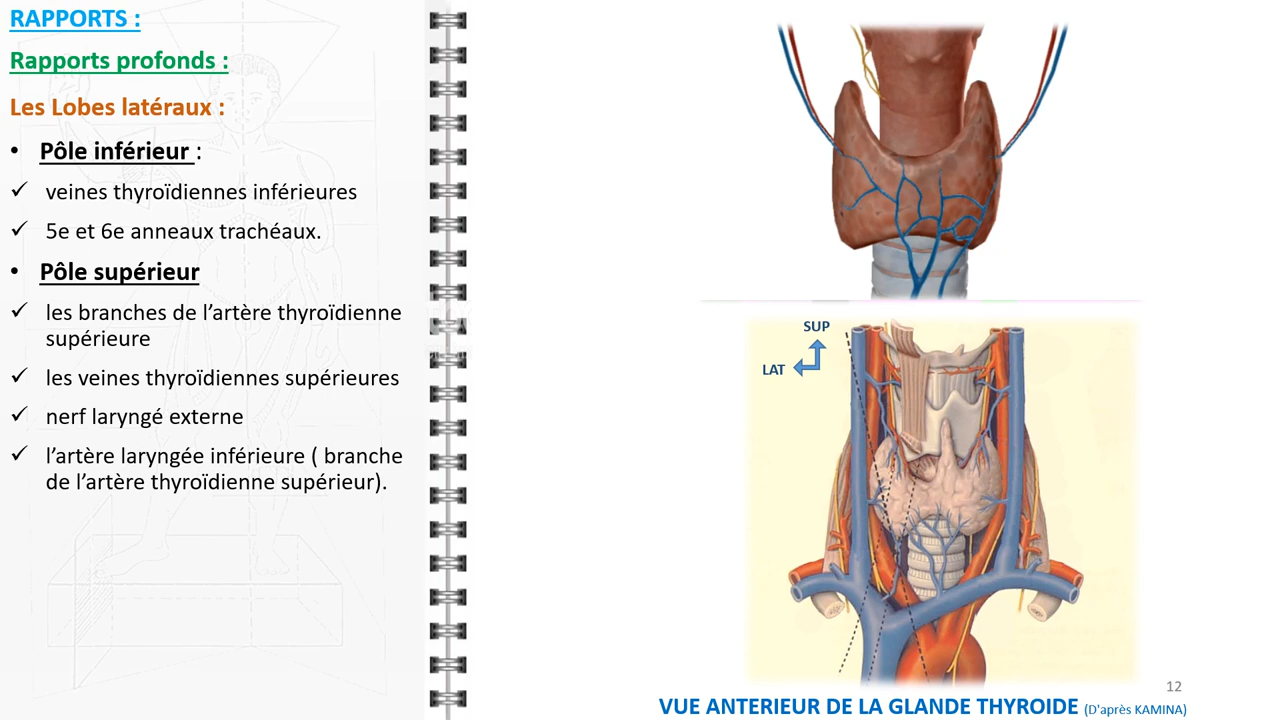 RAPPORTS :
Rapports profonds :
Les Lobes latéraux :
• Pôle inférieur :
✓ veines thyroïdiennes inférieures
✓ 5e et 6e anneaux trachéaux.
• Pôle supérieur
✓ les branches de l’artère thyroïdienne
supérieure
✓ les veines thyroïdiennes supérieures
✓ nerf laryngé externe
✓ l’artère laryngée inférieure ( branche
de l’artère thyroïdienne supérieur).
SUP
LAT
12
VUE ANTERIEUR DE LA GLANDE THYROIDE (D'après KAMINA)